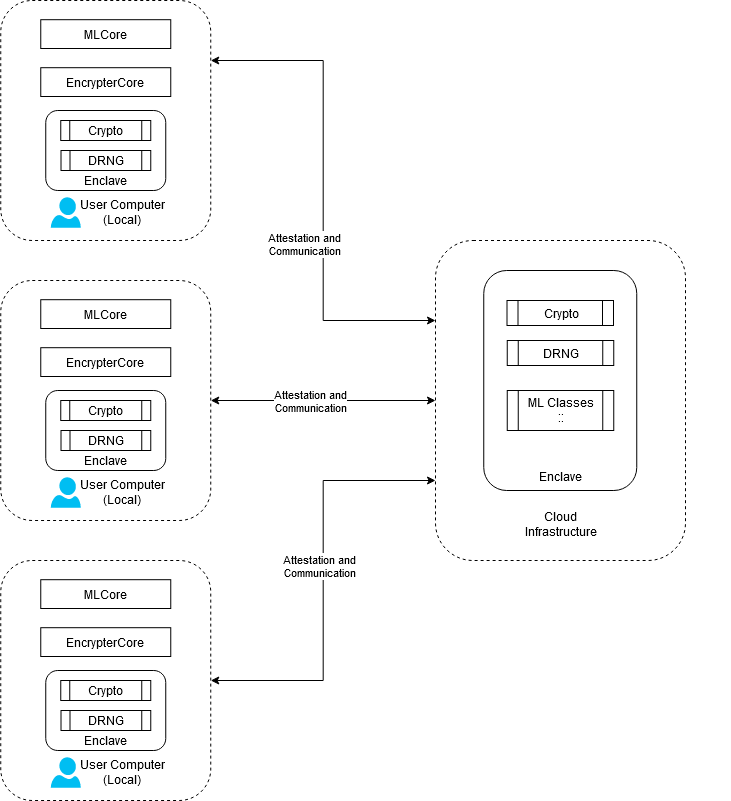 MLCore
EncrypterCore
Crypto
DRNG
Enclave
User Computer
(Local)
Attestation and
Communication
MLCore
EncrypterCore
Crypto
DRNG
Enclave
User Computer
(Local)
Attestation and
Communication
MLCore
EncrypterCore
Crypto
DRNG
Enclave
User Computer
(Local)
Attestation and
Communication
Crypto
DRNG
ML Classes
::
Enclave
Cloud
Infrastructure